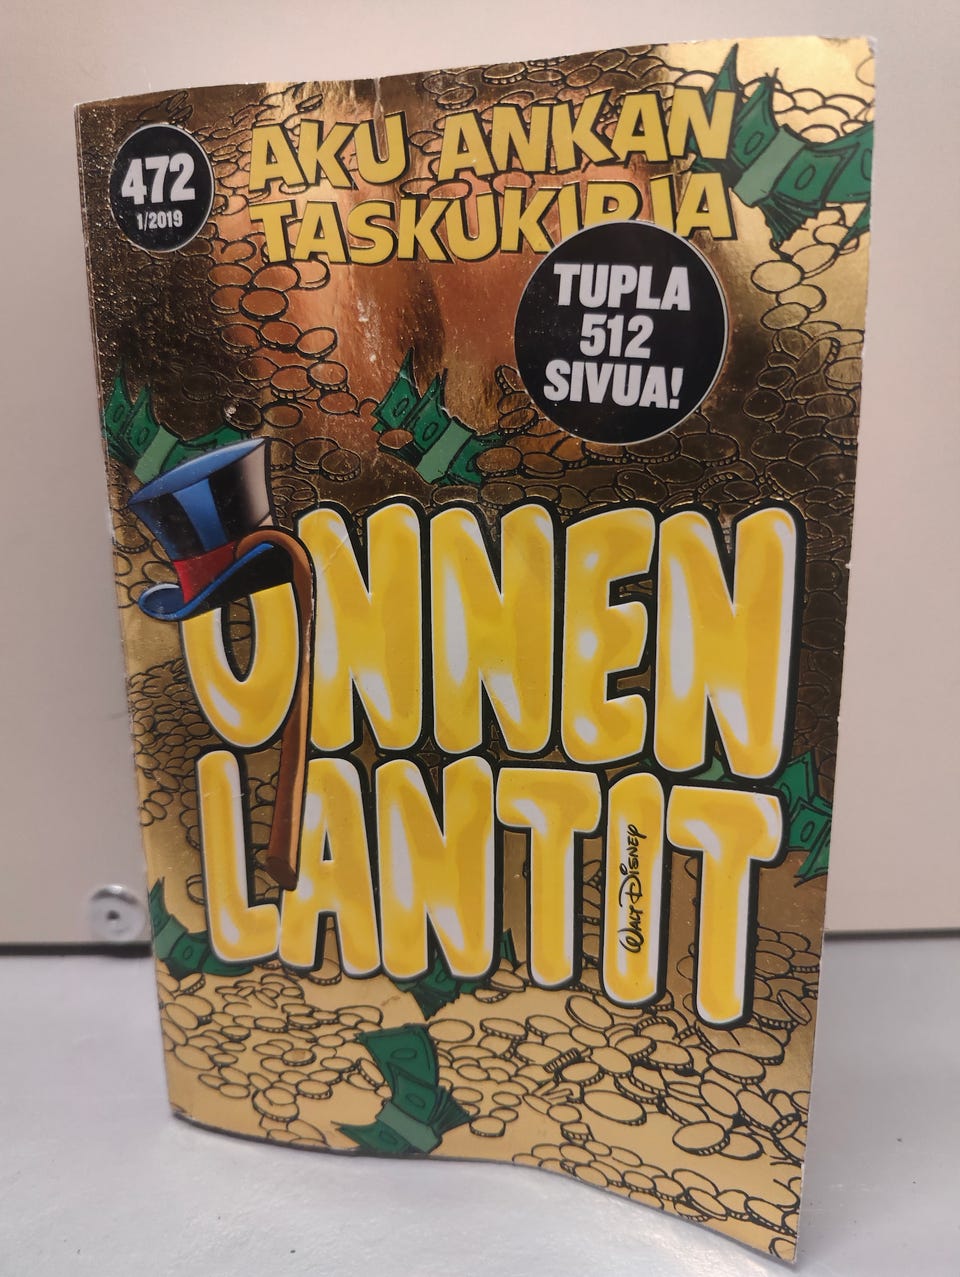 472
1/2019
AKU ANKAN
TASKUKIRJA
TUPLA
512
SIVUA!
ONNEN
LANTIT
WALT DISNEY